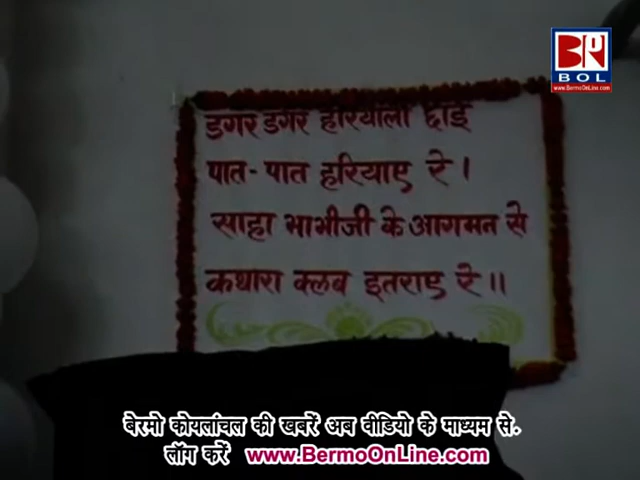 BOL
www.BermoOnLine.com
डगर डगर हरियाली छाई
पात-पात हरियाए रे।
साहा भाभीजी के आगमन से
कथारा क्लब इतराए रे॥
बेरमो कोयलांचल की खबरें अब वीडियो के माध्यम से.
लॉग करें www.BermoOnLine.com